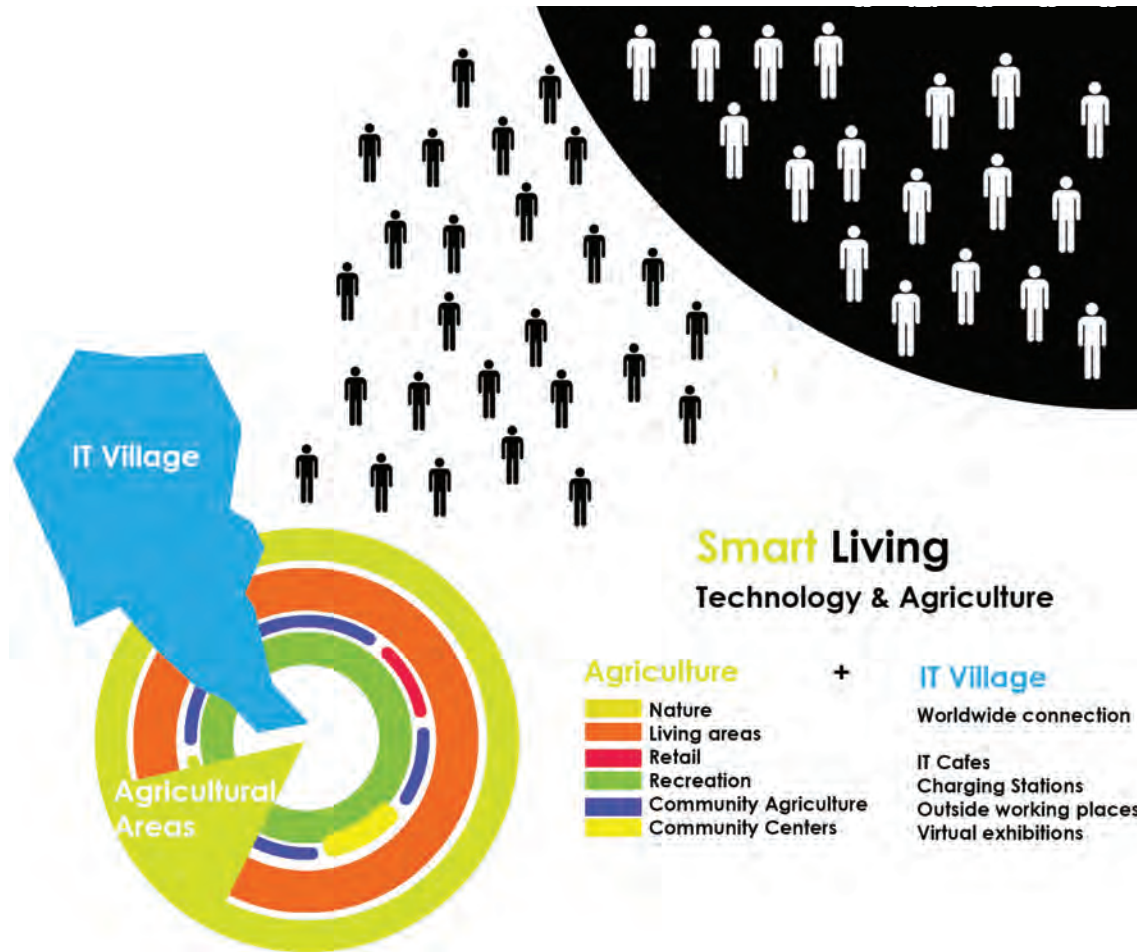 IT Village
Agricultural
Areas
Smart Living
Technology & Agriculture
Agriculture + IT Village
Nature
Living areas
Retail
Recreation
Community Agriculture
Community Centers
Worldwide connection
IT Cafes
Charging Stations
Outside working places
Virtual exhibitions